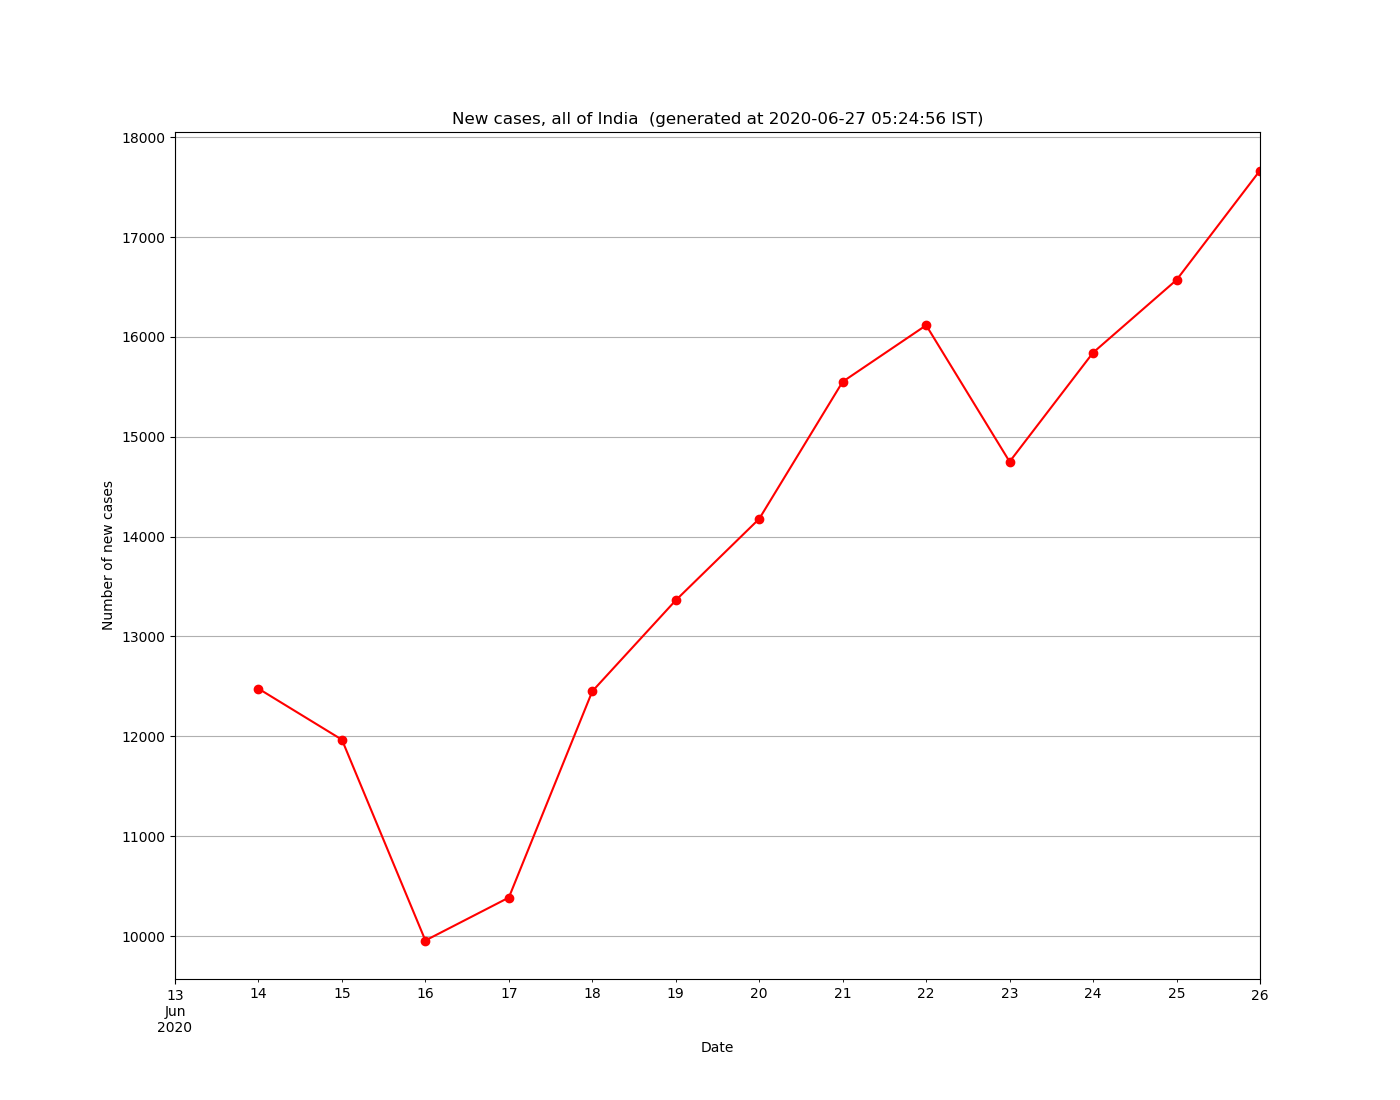 New cases, all of India  (generated at 2020-06-27 05:24:56 IST)
18000
17000
16000
15000
14000
13000
12000
11000
10000
Number of new cases
13 14 15 16 17 18 19 20 21 22 23 24 25 26
Jun
2020
Date